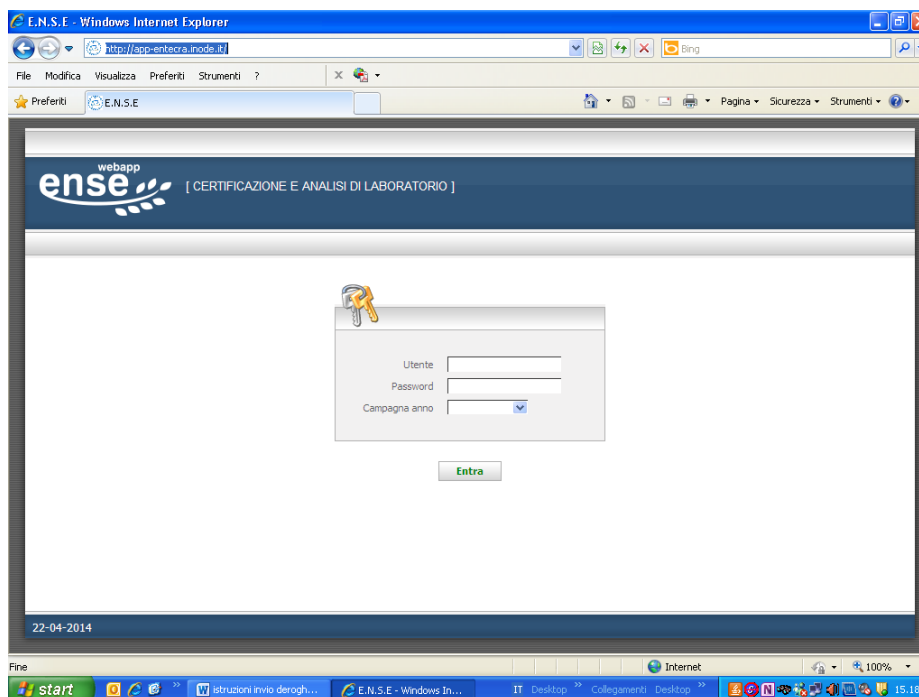 E.N.S.E - Windows Internet Explorer
http://app-entecra.inode.it/
Bing
File Modifica Visualizza Preferiti Strumenti ?
Preferiti E.N.S.E Pagina Sicurezza Strumenti
webapp
ense [ CERTIFICAZIONE E ANALISI DI LABORATORIO ]
Utente
Password
Campagna anno
Entra
22-04-2014
Fine Internet 100%
start istruzioni invio derogh... E.N.S.E - Windows In... IT Desktop » Collegamenti Desktop » 15.18